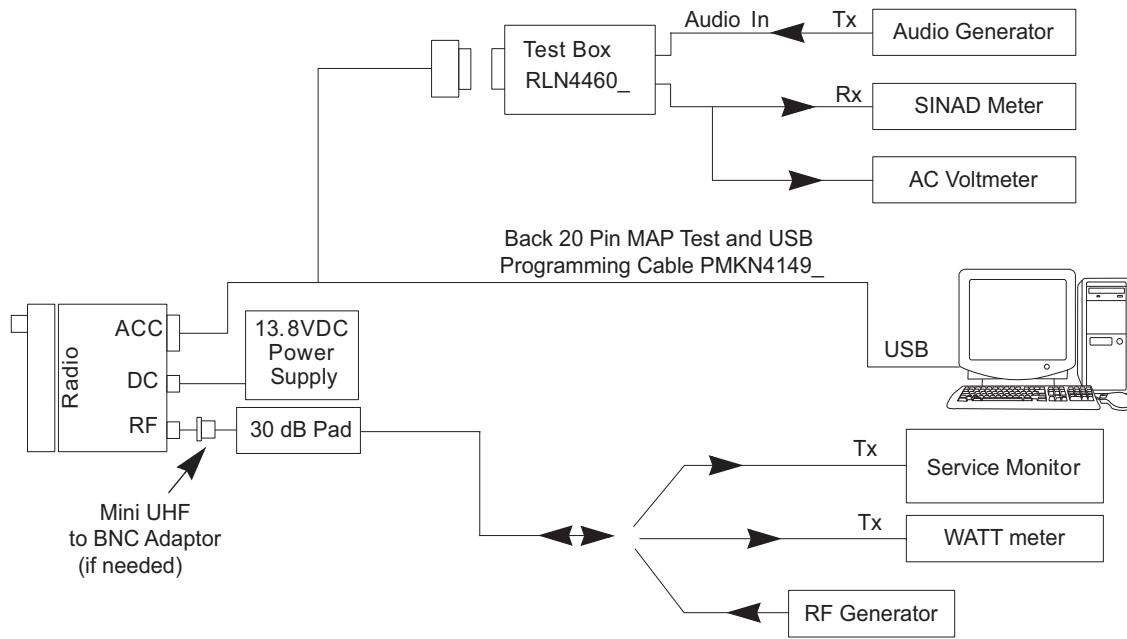 Audio In
Tx
Audio Generator
Test Box
RLN4460_
Rx
SINAD Meter
AC Voltmeter
Back 20 Pin MAP Test and USB
Programming Cable PMKN4149_
USB
Radio
ACC
DC
RF
13.8VDC
Power
Supply
30 dB Pad
Mini UHF
to BNC Adaptor
(if needed)
Tx
Service Monitor
Tx
WATT meter
RF Generator